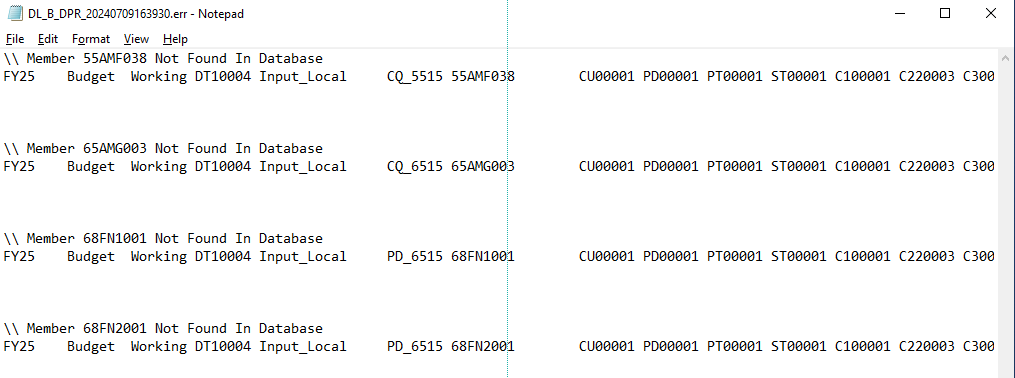 DL_B_DPR_20240709163930.err - Notepad
File Edit Format View Help
\\ Member 55AMF038 Not Found In Database
FY25 Budget Working DT10004 Input_Local CQ_5515 55AMF038 CU00001 PD00001 PT00001 ST00001 C100001 C220003 C300
\\ Member 65AMG003 Not Found In Database
FY25 Budget Working DT10004 Input_Local CQ_6515 65AMG003 CU00001 PD00001 PT00001 ST00001 C100001 C220003 C300
\\ Member 68FN1001 Not Found In Database
FY25 Budget Working DT10004 Input_Local PD_6515 68FN1001 CU00001 PD00001 PT00001 ST00001 C100001 C220003 C300
\\ Member 68FN2001 Not Found In Database
FY25 Budget Working DT10004 Input_Local PD_6515 68FN2001 CU00001 PD00001 PT00001 ST00001 C100001 C220003 C300